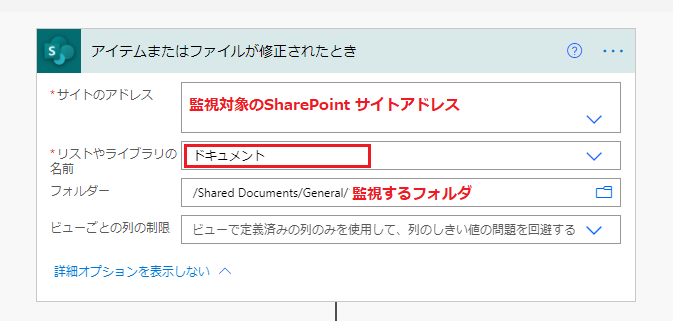 アイテムまたはファイルが修正されたとき
*サイトのアドレス
監視対象のSharePoint サイトアドレス
*リストやライブラリの
名前
ドキュメント
フォルダー
/Shared Documents/General/ 監視するフォルダ
ビューごとの列の制限
ビューで定義済みの列のみを使用して、列のしきい値の問題を回避する
詳細オプションを表示しない